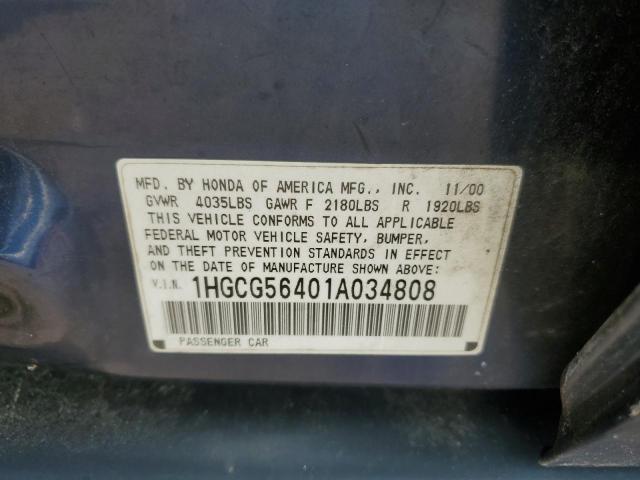 MFD. BY HONDA OF AMERICA MFG., INC. 11/00
GVWR 4035LBS GAWR F 2180LBS R 1920LBS
THIS VEHICLE CONFORMS TO ALL APPLICABLE
FEDERAL MOTOR VEHICLE SAFETY, BUMPER,
AND THEFT PREVENTION STANDARDS IN EFFECT
ON THE DATE OF MANUFACTURE SHOWN ABOVE:
V.I.N. 1HGCG56401A034808
PASSENGER CAR